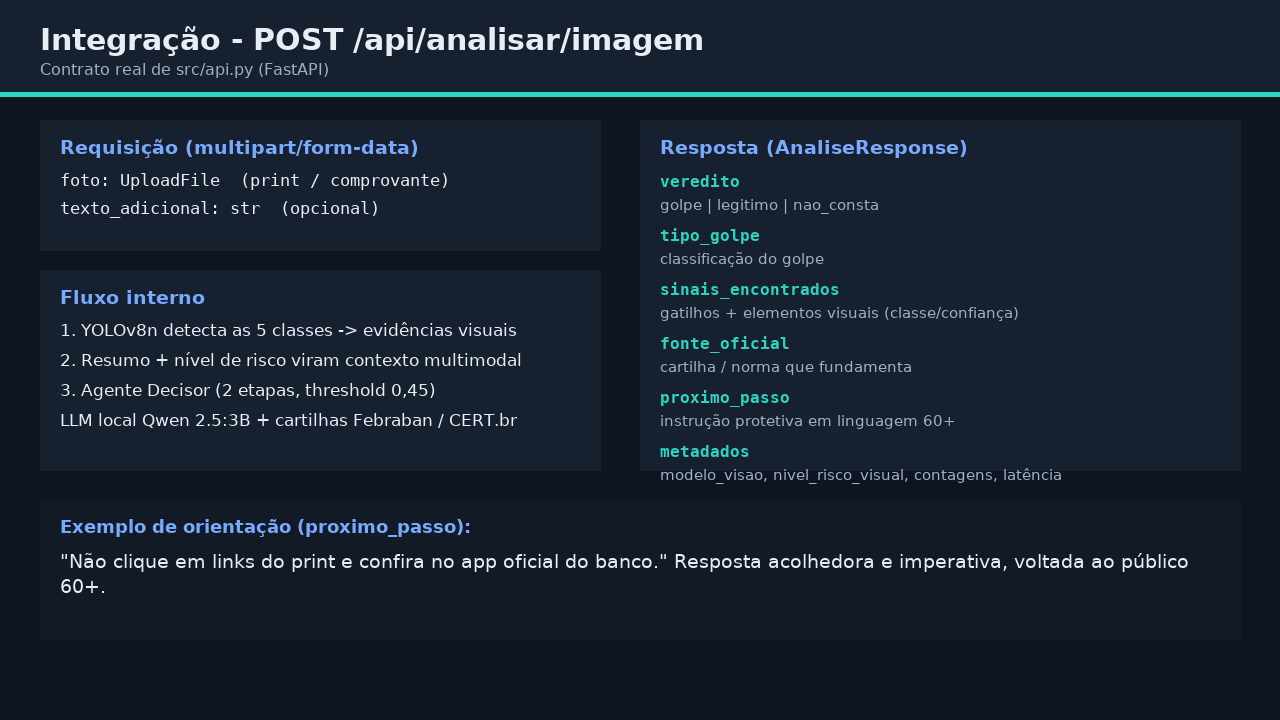 Integração - POST /api/analisar/imagem
Contrato real de src/api.py (FastAPI)
Requisição (multipart/form-data)
foto: UploadFile  (print / comprovante)
texto_adicional: str  (opcional)
Fluxo interno
1. YOLOv8n detecta as 5 classes -> evidências visuais
2. Resumo + nível de risco viram contexto multimodal
3. Agente Decisor (2 etapas, threshold 0,45)
LLM local Qwen 2.5:3B + cartilhas Febraban / CERT.br
Resposta (AnaliseResponse)
veredito
golpe | legitimo | nao_consta
tipo_golpe
classificação do golpe
sinais_encontrados
gatilhos + elementos visuais (classe/confiança)
fonte_oficial
cartilha / norma que fundamenta
proximo_passo
instrução protetiva em linguagem 60+
metadados
modelo_visao, nivel_risco_visual, contagens, latência
Exemplo de orientação (proximo_passo):
"Não clique em links do print e confira no app oficial do banco." Resposta acolhedora e imperativa, voltada ao público
60+.